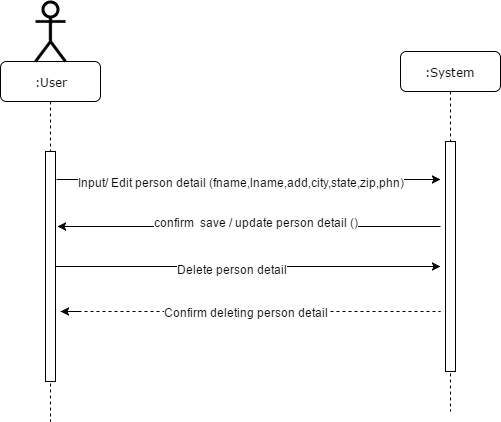 :User
:System
Input/ Edit person detail (fname,lname,add,city,state,zip,phn)
confirm save / update person detail ()
Delete person detail
Confirm deleting person detail